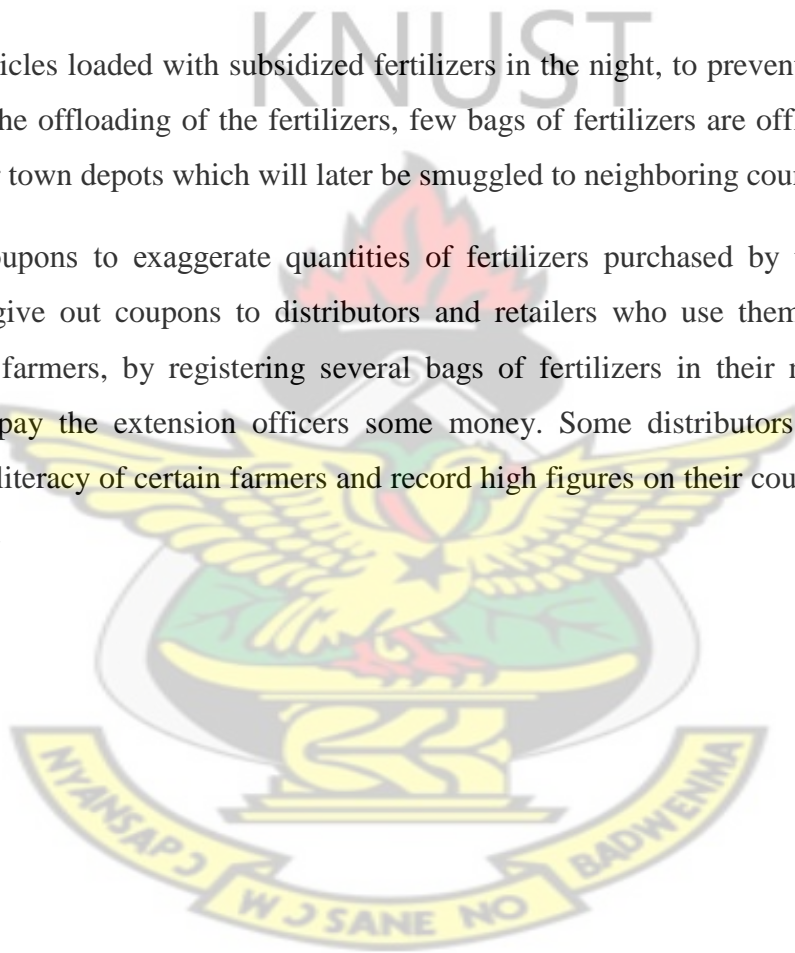 KNUST
icles loaded with subsidized fertilizers in the night, to preven
he offloading of the fertilizers, few bags of fertilizers are off
town depots which will later be smuggled to neighboring cou
oupons to exaggerate quantities of fertilizers purchased by
give out coupons to distributors and retailers who use them
farmers, by registering several bags of fertilizers in their
pay the extension officers some money. Some distributors
literacy of certain farmers and record high figures on their cou
NYANSAPƆ
WƆSANE NO
BADWENMA